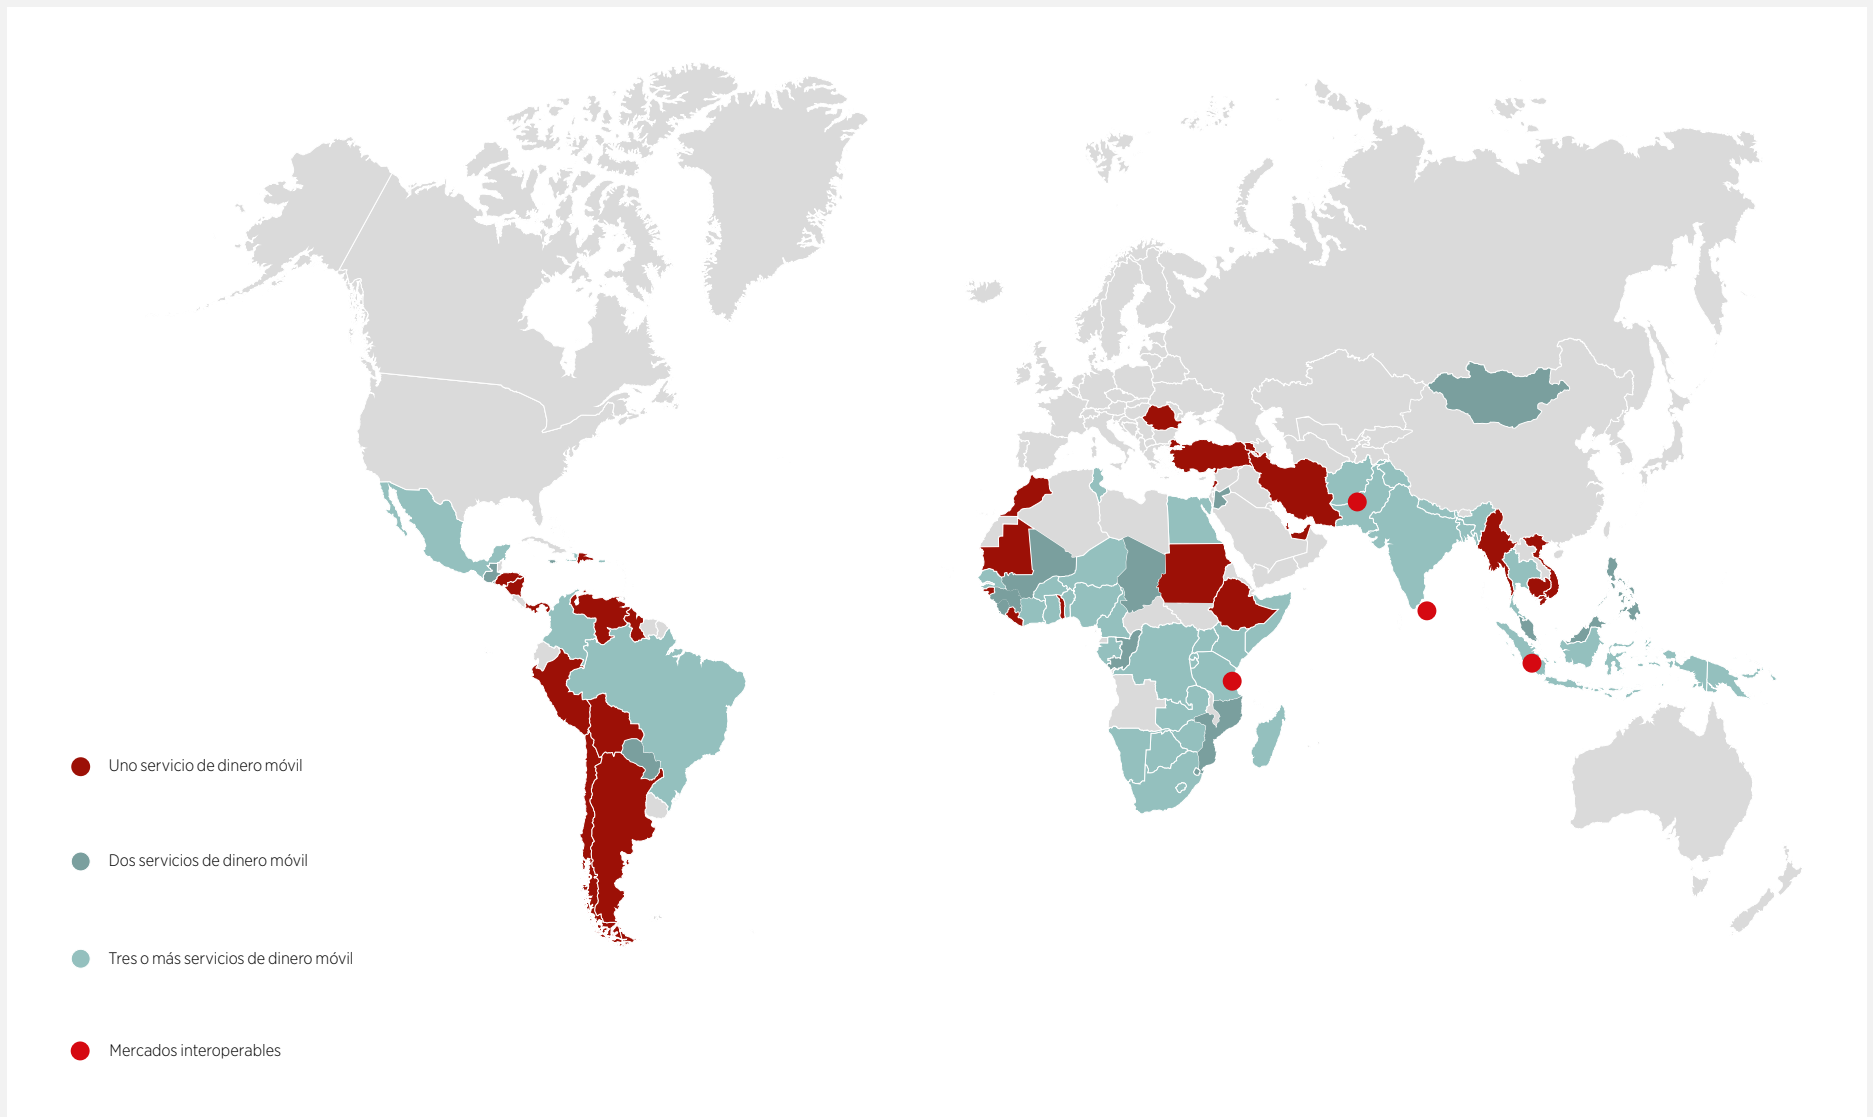 Uno servicio de dinero móvil
Dos servicios de dinero móvil
Tres o más servicios de dinero móvil
Mercados interoperables